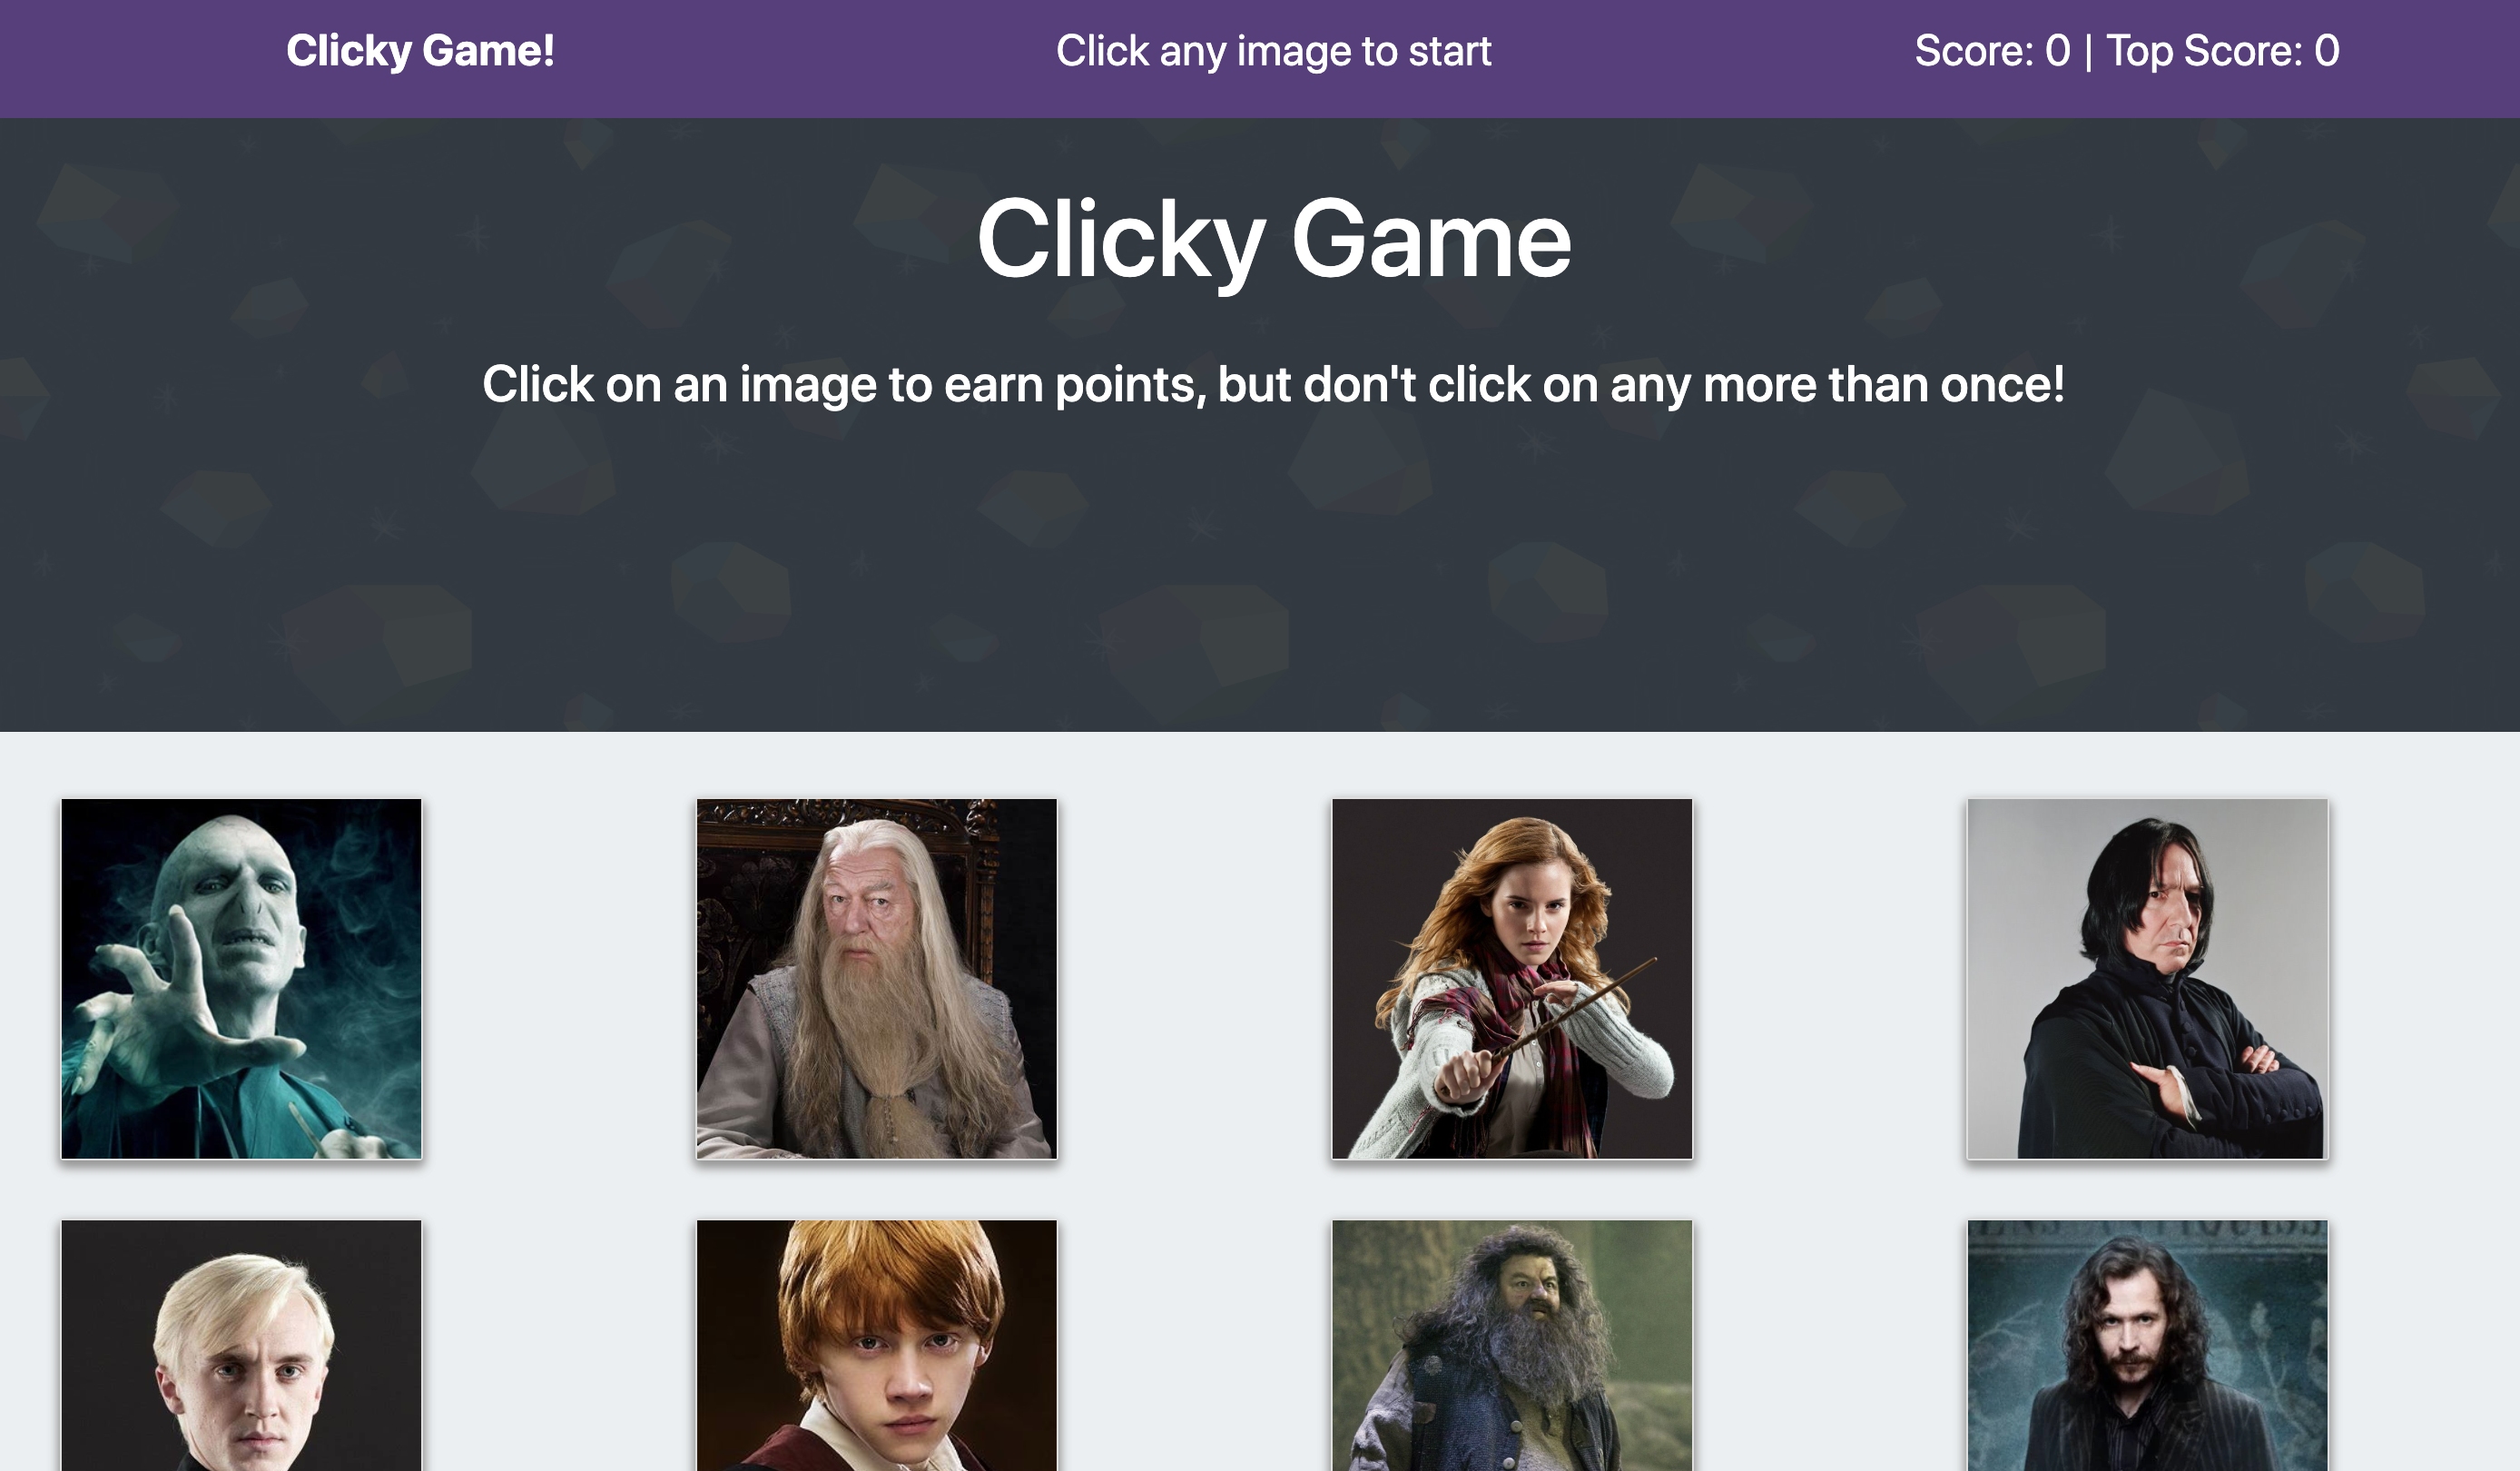 Clicky Game!
Click any image to start
Score: 0 | Top Score: 0
Clicky Game
Click on an image to earn points, but don't click on any more than once!